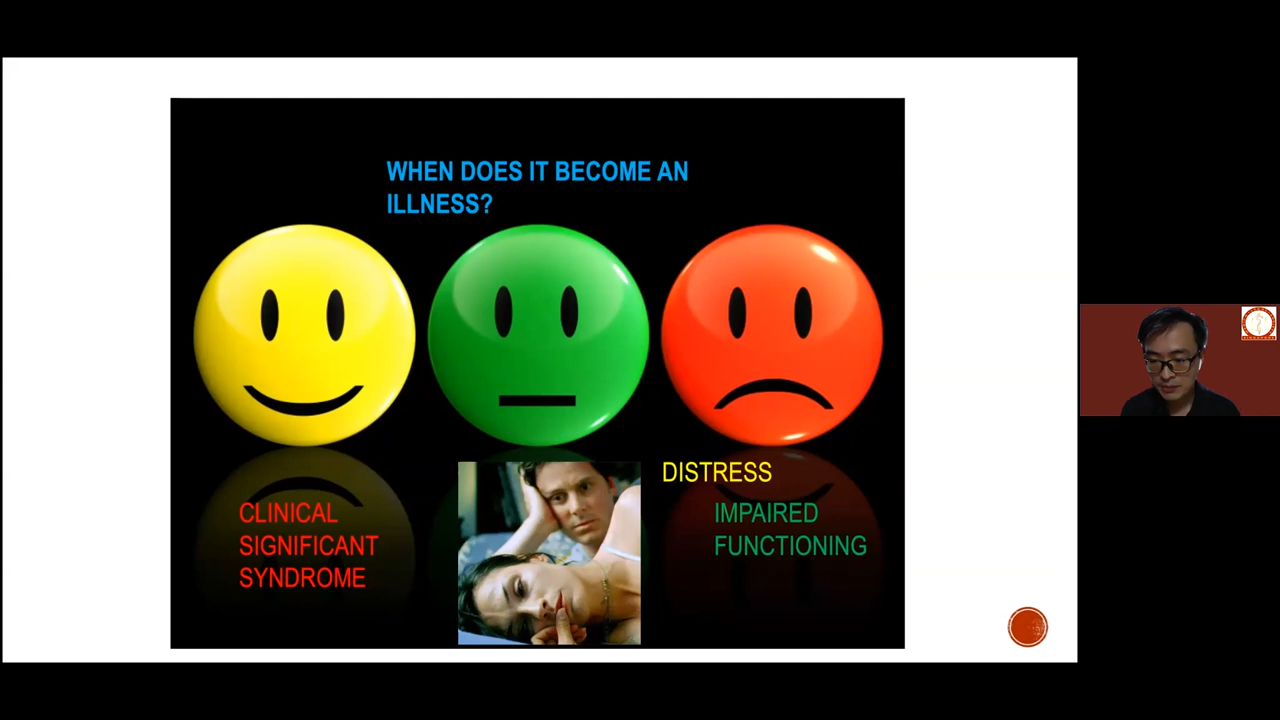 WHEN DOES IT BECOME AN
ILLNESS?
DISTRESS
CLINICAL
SIGNIFICANT
SYNDROME
IMPAIRED
FUNCTIONING